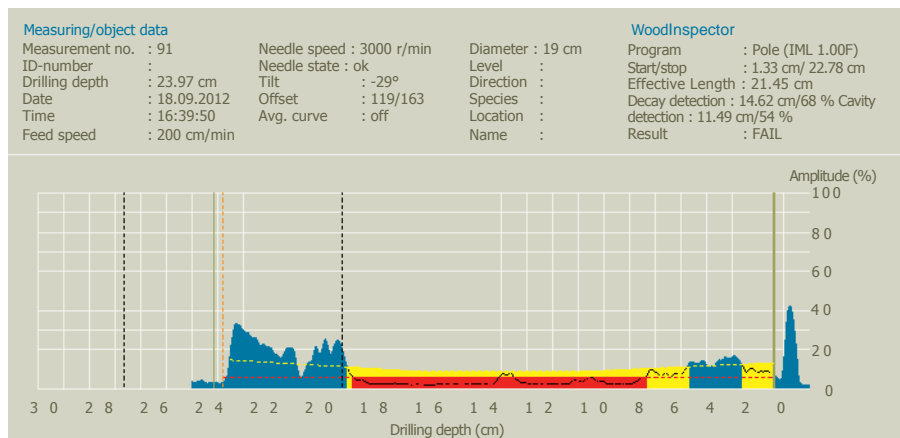 Measuring/object data
Measurement no. : 91
ID-number :
Drilling depth : 23.97 cm
Date : 18.09.2012
Time : 16:39:50
Feed speed : 200 cm/min
Needle speed : 3000 r/min
Needle state : ok
Tilt : -29°
Offset : 119/163
Avg. curve : off
Diameter : 19 cm
Level :
Direction :
Species :
Location :
Name :
WoodInspector
Program : Pole (IML 1.00F)
Start/stop : 1.33 cm/ 22.78 cm
Effective Length : 21.45 cm
Decay detection : 14.62 cm/68 % Cavity
detection : 11.49 cm/54 %
Result : FAIL
Amplitude (%)
100
80
60
40
20
0
30 28 26 24 22 20 18 16 14 12 10 8 6 4 2 0
Drilling depth (cm)